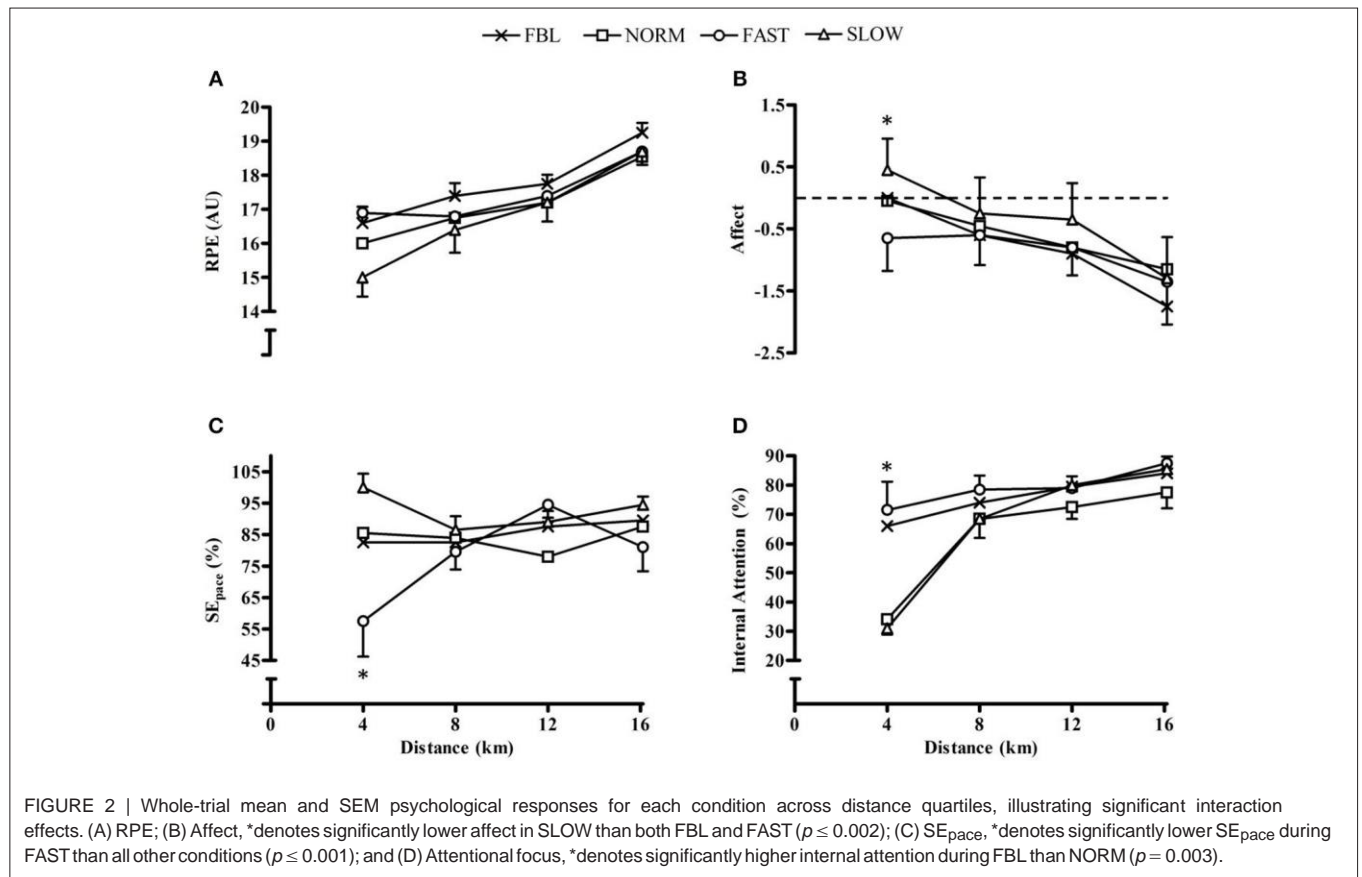 FBL NORM FAST SLOW
A
20
19
18
17
16
15
14
RPE (AU)
B
*
1.5
0.5
-0.5
-1.5
-2.5
Affect
C
105
95
85
75
65
55
45
SEpace (%)
*
0 4 8 12 16
Distance (km)
D
*
90
80
70
60
50
40
30
20
Internal Attention (%)
0 4 8 12 16
Distance (km)
FIGURE 2 | Whole-trial mean and SEM psychological responses for each condition across distance quartiles, illustrating significant interaction
effects. (A) RPE; (B) Affect, *denotes significantly lower affect in SLOW than both FBL and FAST (p ≤ 0.002); (C) SEpace, *denotes significantly lower SEpace during
FAST than all other conditions (p ≤ 0.001); and (D) Attentional focus, *denotes significantly higher internal attention during FBL than NORM (p = 0.003).